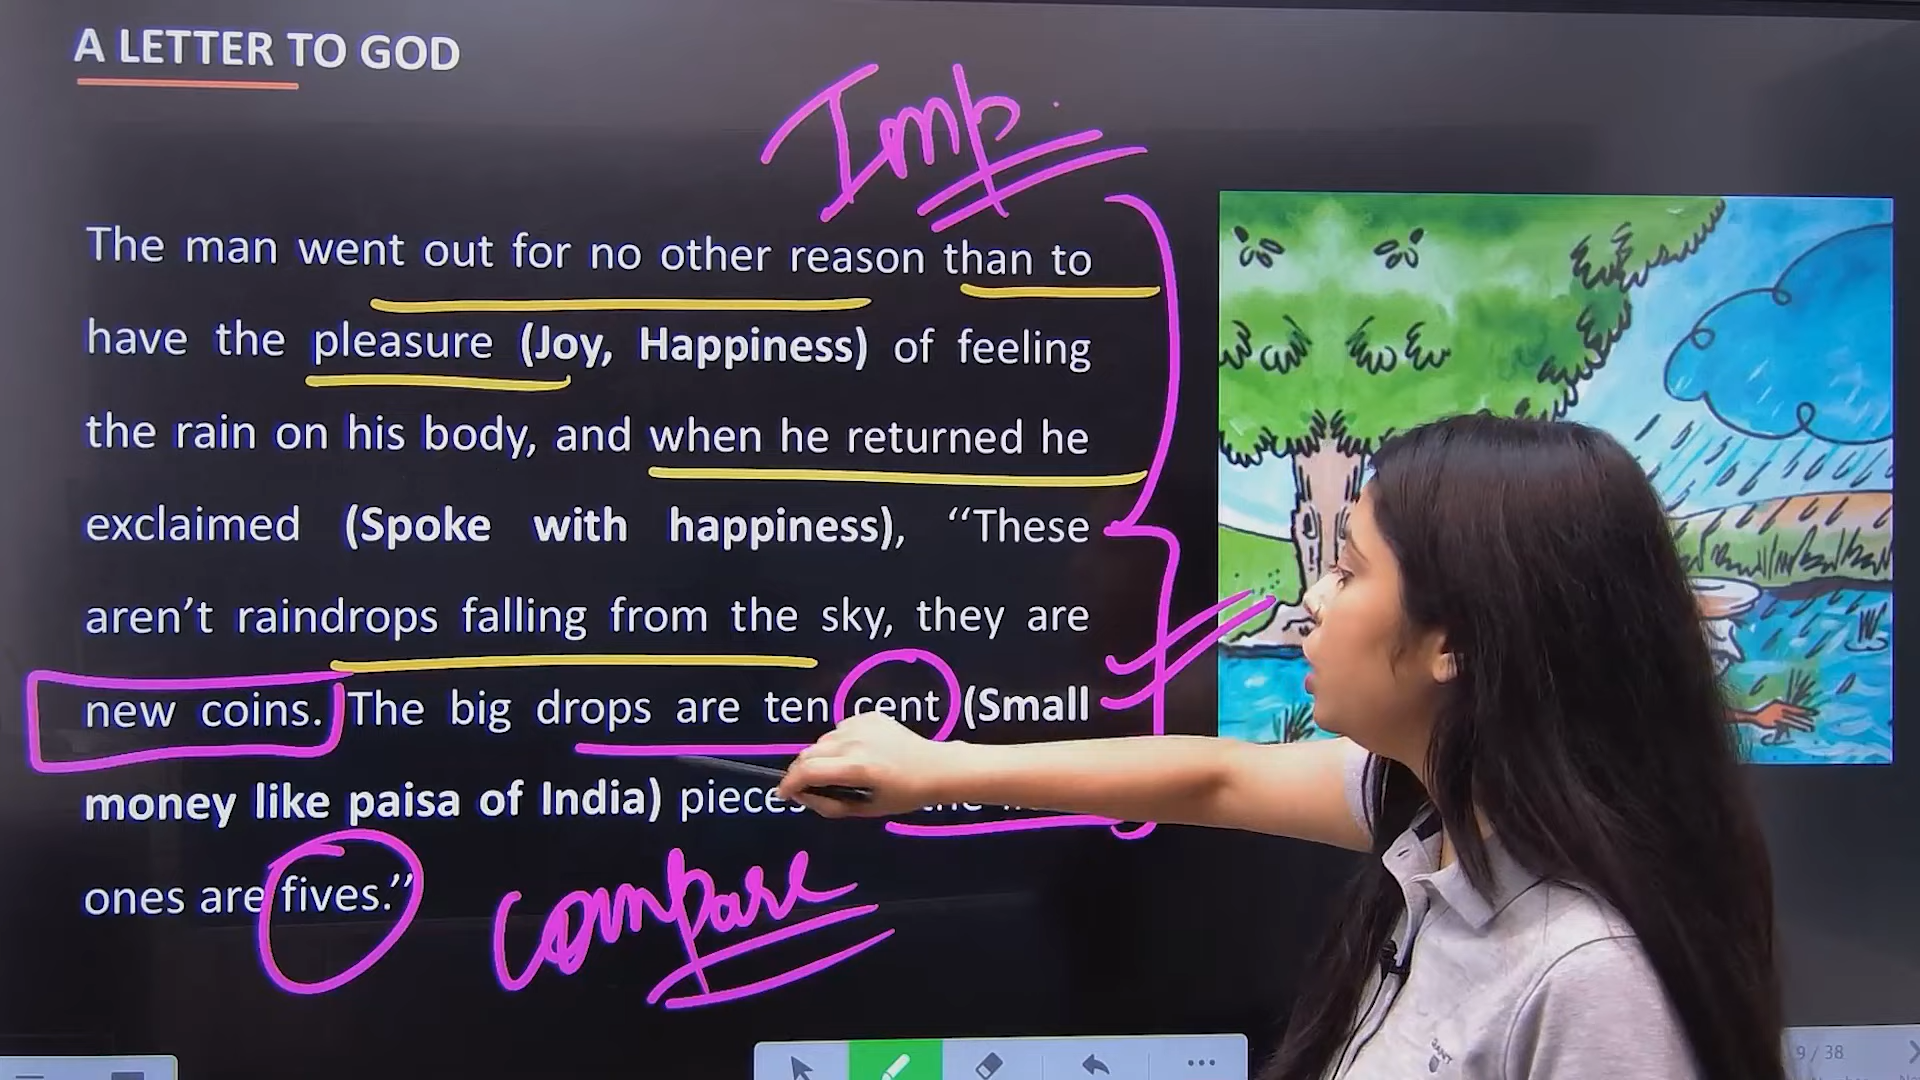 A LETTER TO GOD
Imp.
The man went out for no other reason than to
have the pleasure (Joy, Happiness) of feeling
the rain on his body, and when he returned he
exclaimed (Spoke with happiness), ‘‘These
aren’t raindrops falling from the sky, they are
new coins. The big drops are ten cent (Small
money like paisa of India) pieces the
ones are fives.’’
compare
9 / 38